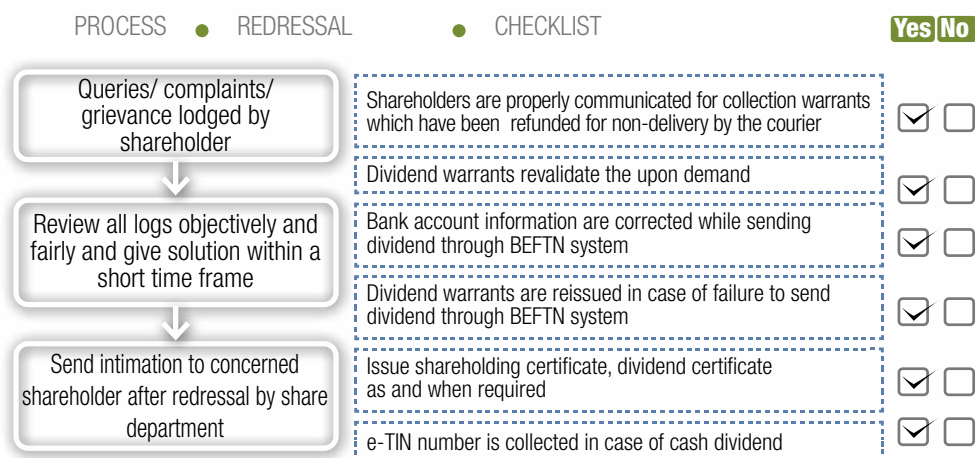 PROCESS ● REDRESSAL ● CHECKLIST Yes No
Queries/ complaints/
grievance lodged by
shareholder
Review all logs objectively and
fairly and give solution within a
short time frame
Send intimation to concerned
shareholder after redressal by share
department
Shareholders are properly communicated for collection warrants
which have been refunded for non-delivery by the courier
Dividend warrants revalidate the upon demand
Bank account information are corrected while sending
dividend through BEFTN system
Dividend warrants are reissued in case of failure to send
dividend through BEFTN system
Issue shareholding certificate, dividend certificate
as and when required
e-TIN number is collected in case of cash dividend